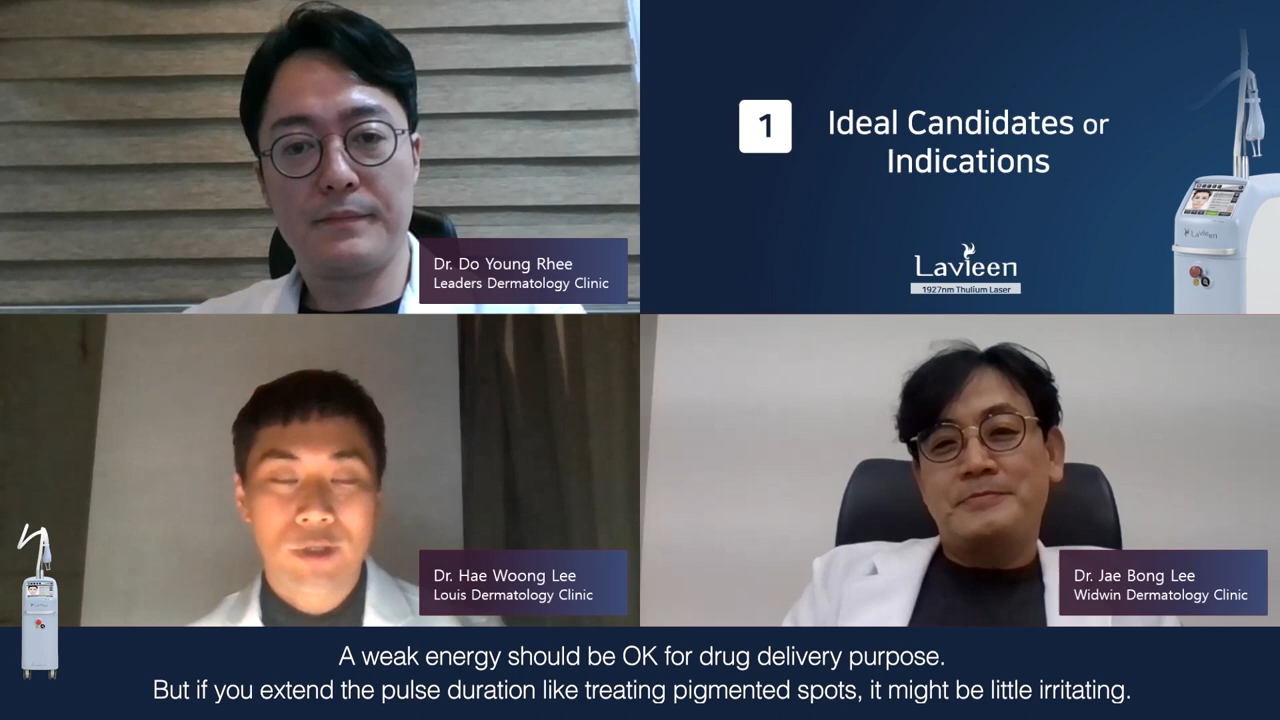 Dr. Do Young Rhee
Leaders Dermatology Clinic
1
Ideal Candidates or
Indications
Lavieen
1927nm Thulium Laser
Lavieen
Dr. Hae Woong Lee
Louis Dermatology Clinic
Dr. Jae Bong Lee
Widwin Dermatology Clinic
A weak energy should be OK for drug delivery purpose.
But if you extend the pulse duration like treating pigmented spots, it might be little irritating.